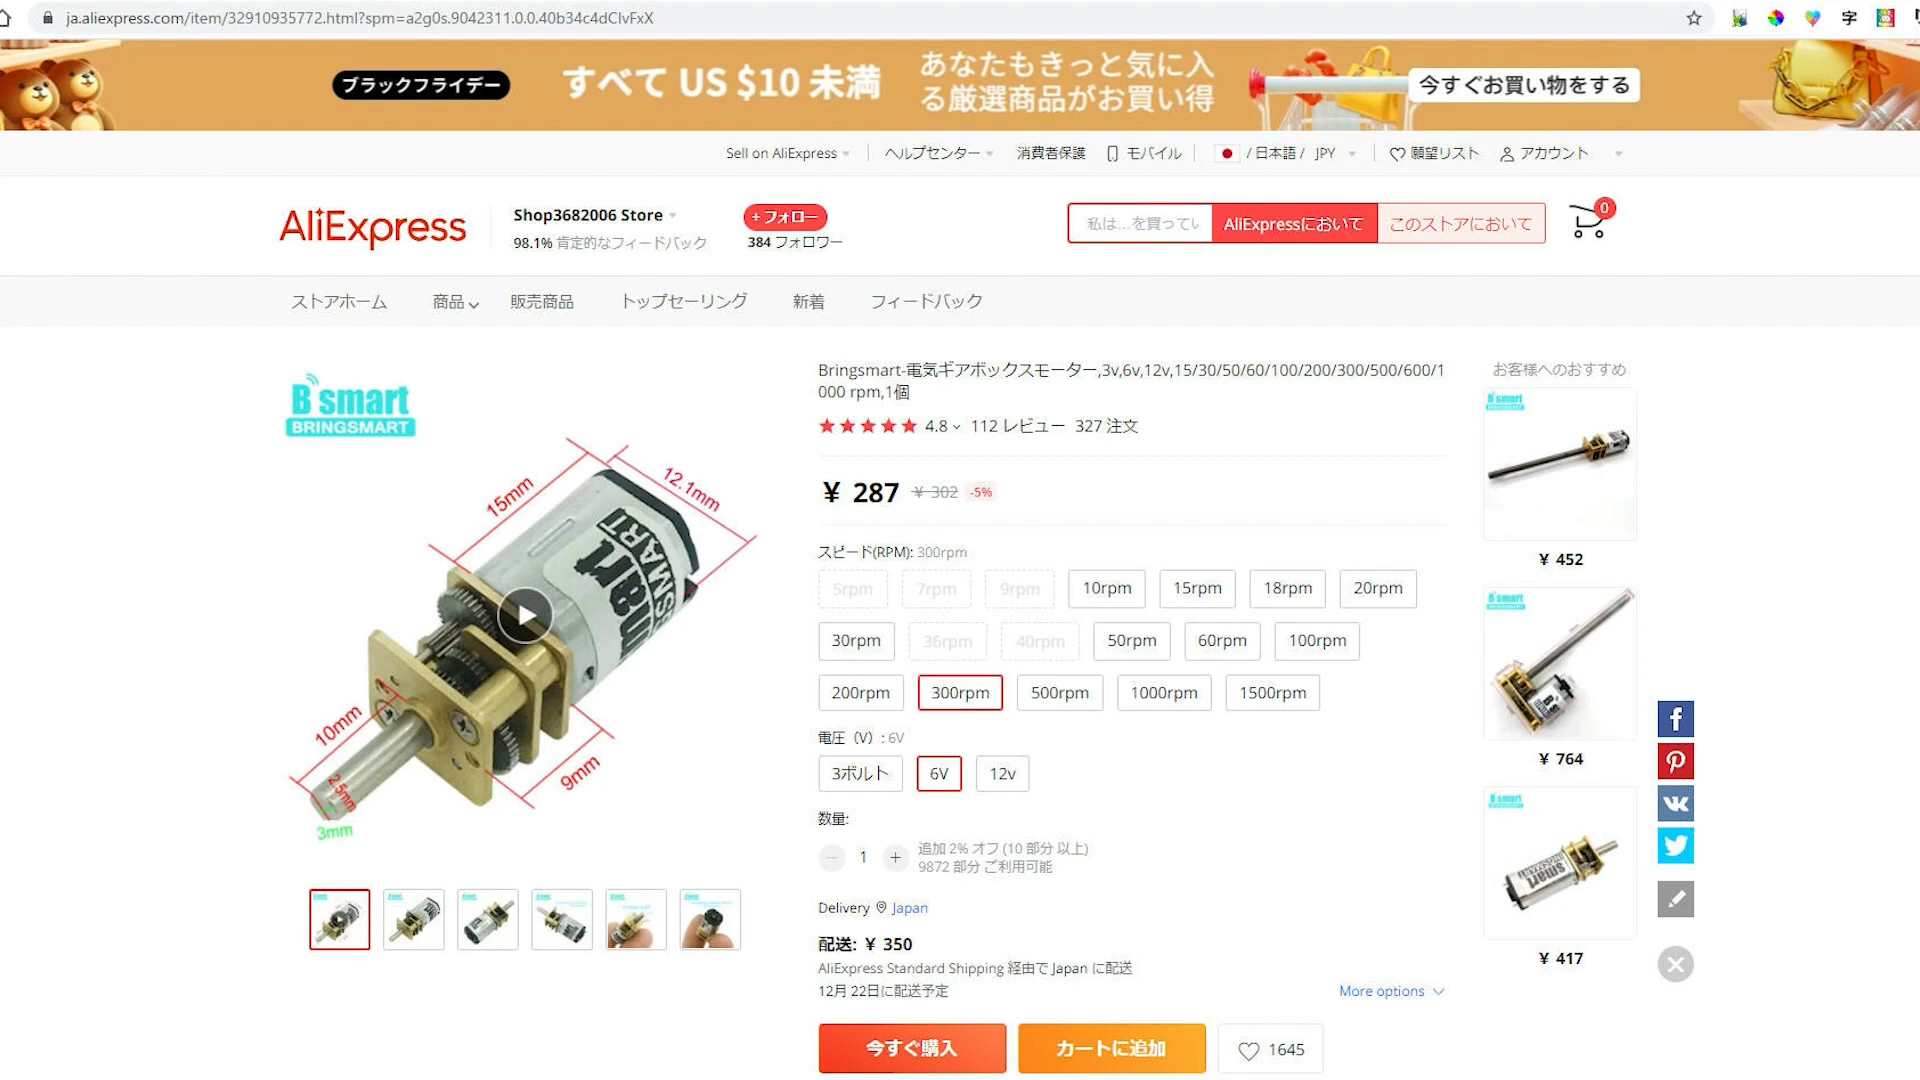 ja.aliexpress.com/item/32910935772.html?spm=a2g0s.9042311.0.0.40b34c4dClvFxX
字
ブラックフライデー
すべて US $10 未満
あなたもきっと気に入
る厳選商品がお買い得
今すぐお買い物をする
Sell on AliExpress
ヘルプセンター
消費者保護
モバイル
/ 日本語 / JPY
願望リスト
アカウント
AliExpress
Shop3682006 Store
98.1% 肯定的なフィードバック
+ フォロー
384 フォロワー
私は...を買ってい
AliExpressにおいて
このストアにおいて
0
ストアホーム
商品
販売商品
トップセーリング
新着
フィードバック
B smart
BRINGSMART
15mm
12.1mm
10mm
2.5mm
3mm
9mm
Bringsmart-電気ギアボックスモーター,3v,6v,12v,15/30/50/60/100/200/300/500/600/1
000 rpm,1個
4.8 112 レビュー 327 注文
¥ 287 ¥ 302 -5%
スピード(RPM): 300rpm
5rpm 7rpm 9rpm 10rpm 15rpm 18rpm 20rpm
30rpm 36rpm 40rpm 50rpm 60rpm 100rpm
200rpm 300rpm 500rpm 1000rpm 1500rpm
電圧（V）: 6V
3ボルト 6V 12v
数量:
1
追加 2% オフ (10 部分 以上)
9872 部分 ご利用可能
Delivery Japan
配送: ¥ 350
AliExpress Standard Shipping 経由で Japan に配送
12月 22日に配送予定
More options
今すぐ購入
カートに追加
1645
お客様へのおすすめ
B smart
¥ 452
B smart
¥ 764
B smart
¥ 417